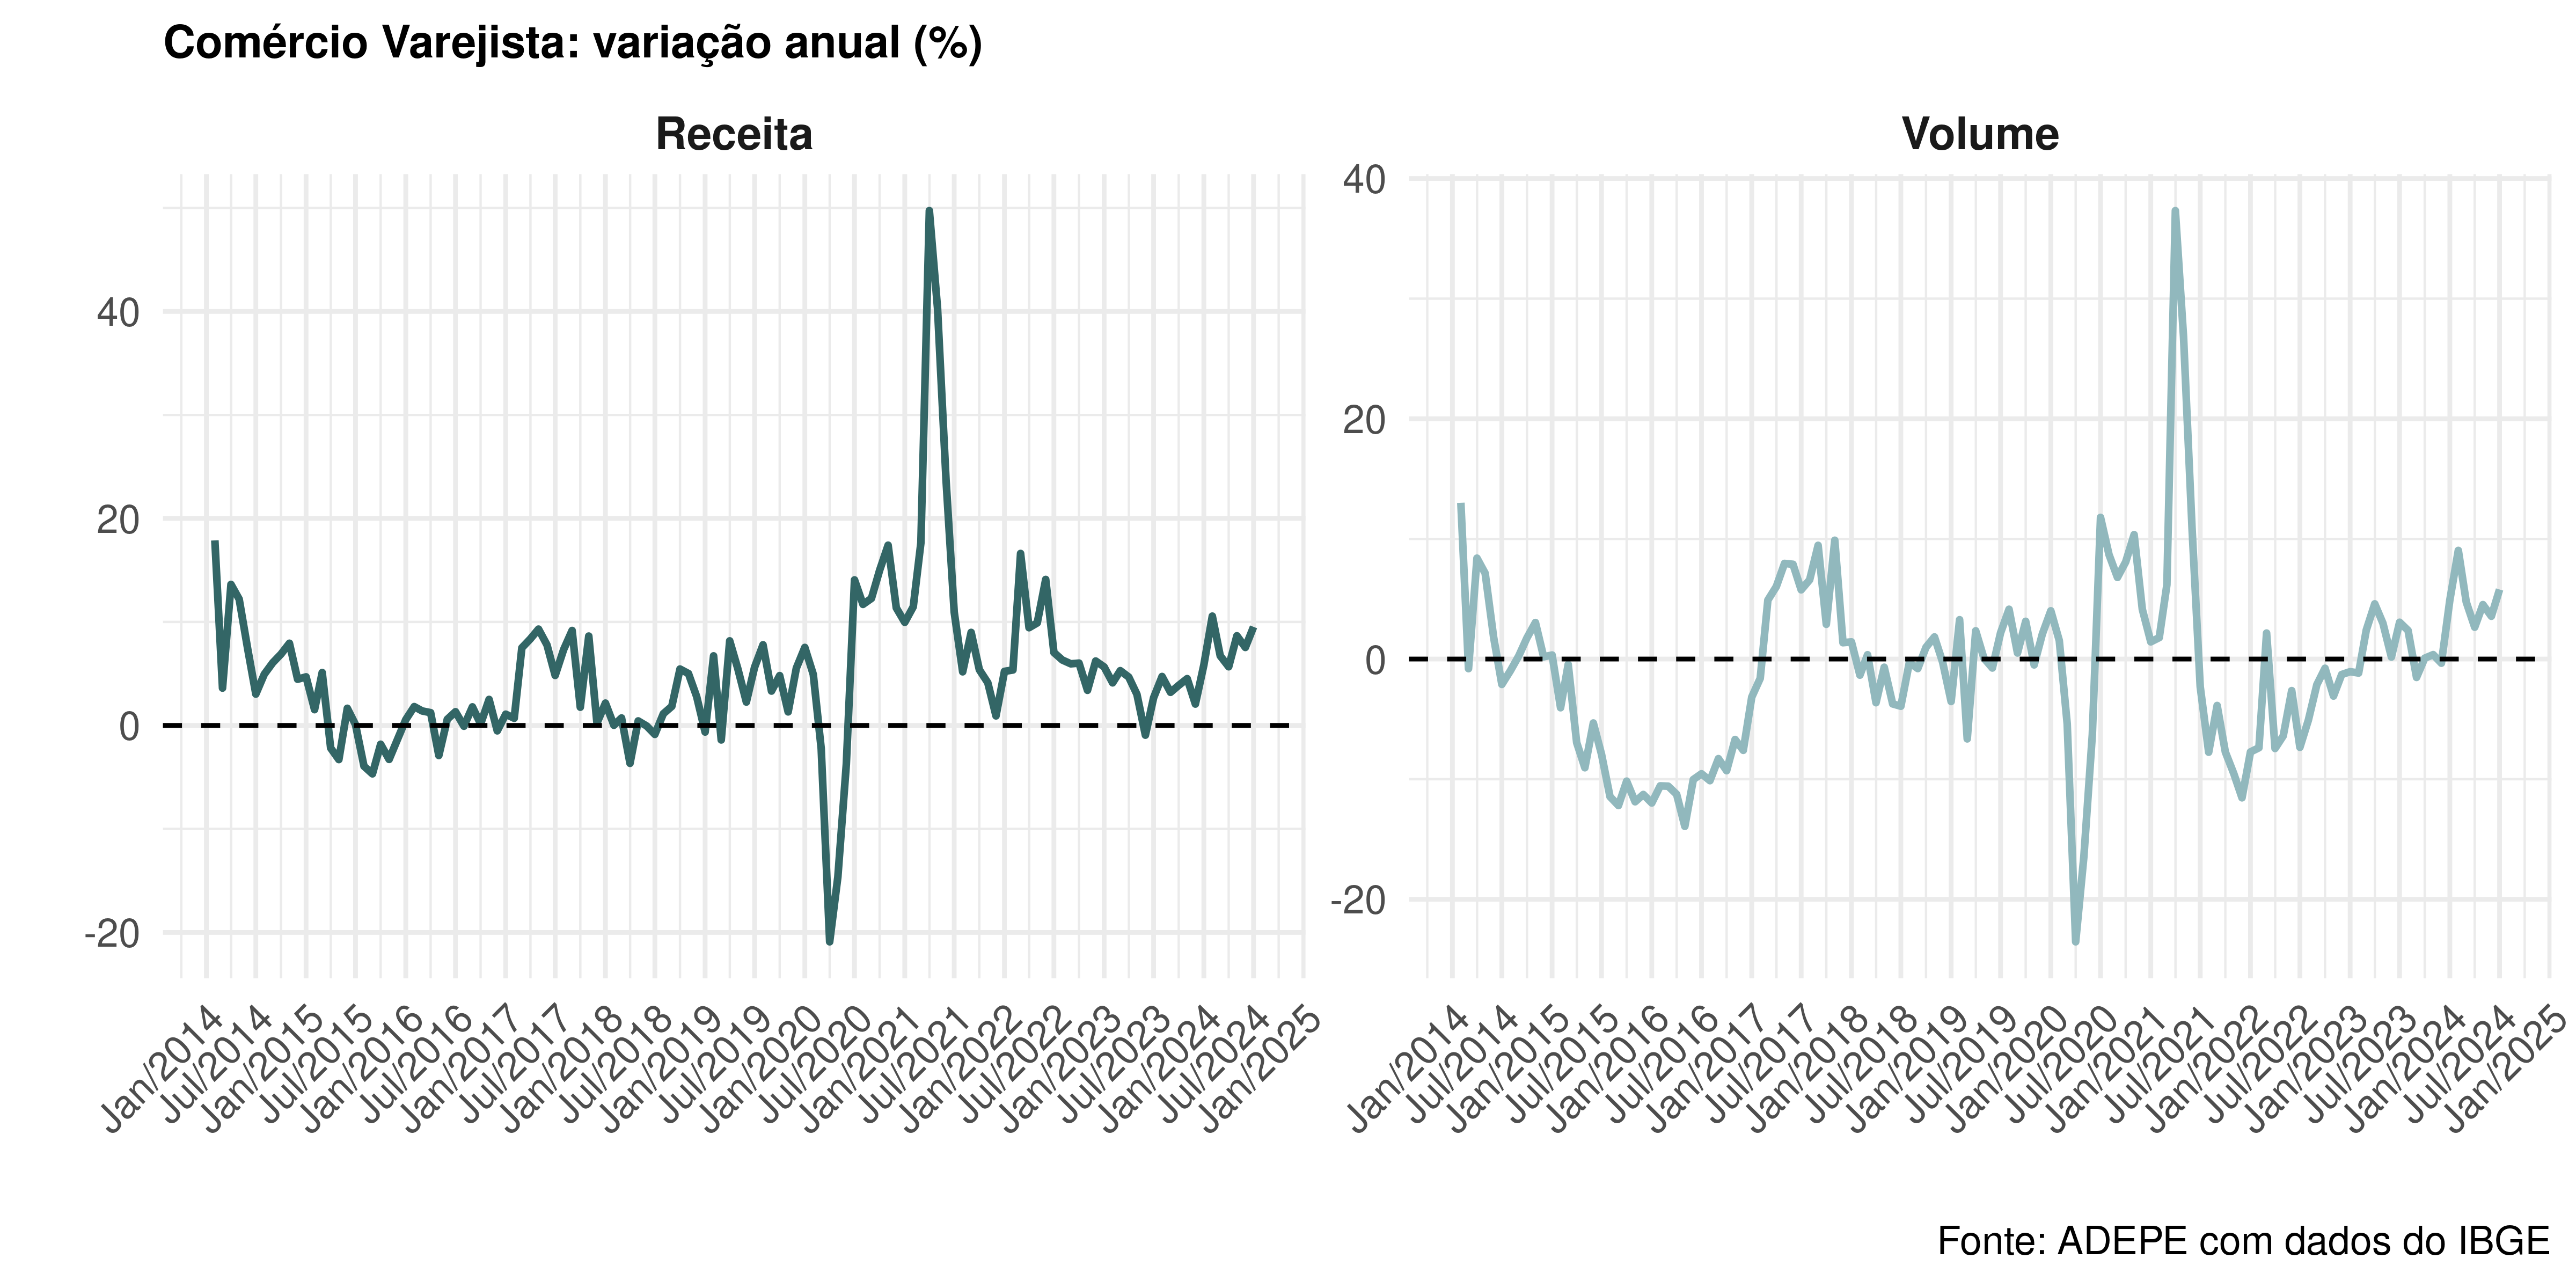 Comércio Varejista: variação anual (%)
Receita
Volume
40
20
0
-20
40
20
0
-20
Jan/2014
Jul/2014
Jan/2015
Jul/2015
Jan/2016
Jul/2016
Jan/2017
Jul/2017
Jan/2018
Jul/2018
Jan/2019
Jul/2019
Jan/2020
Jul/2020
Jan/2021
Jul/2021
Jan/2022
Jul/2022
Jan/2023
Jul/2023
Jan/2024
Jul/2024
Jan/2025
Jan/2014
Jul/2014
Jan/2015
Jul/2015
Jan/2016
Jul/2016
Jan/2017
Jul/2017
Jan/2018
Jul/2018
Jan/2019
Jul/2019
Jan/2020
Jul/2020
Jan/2021
Jul/2021
Jan/2022
Jul/2022
Jan/2023
Jul/2023
Jan/2024
Jul/2024
Jan/2025
Fonte: ADEPE com dados do IBGE